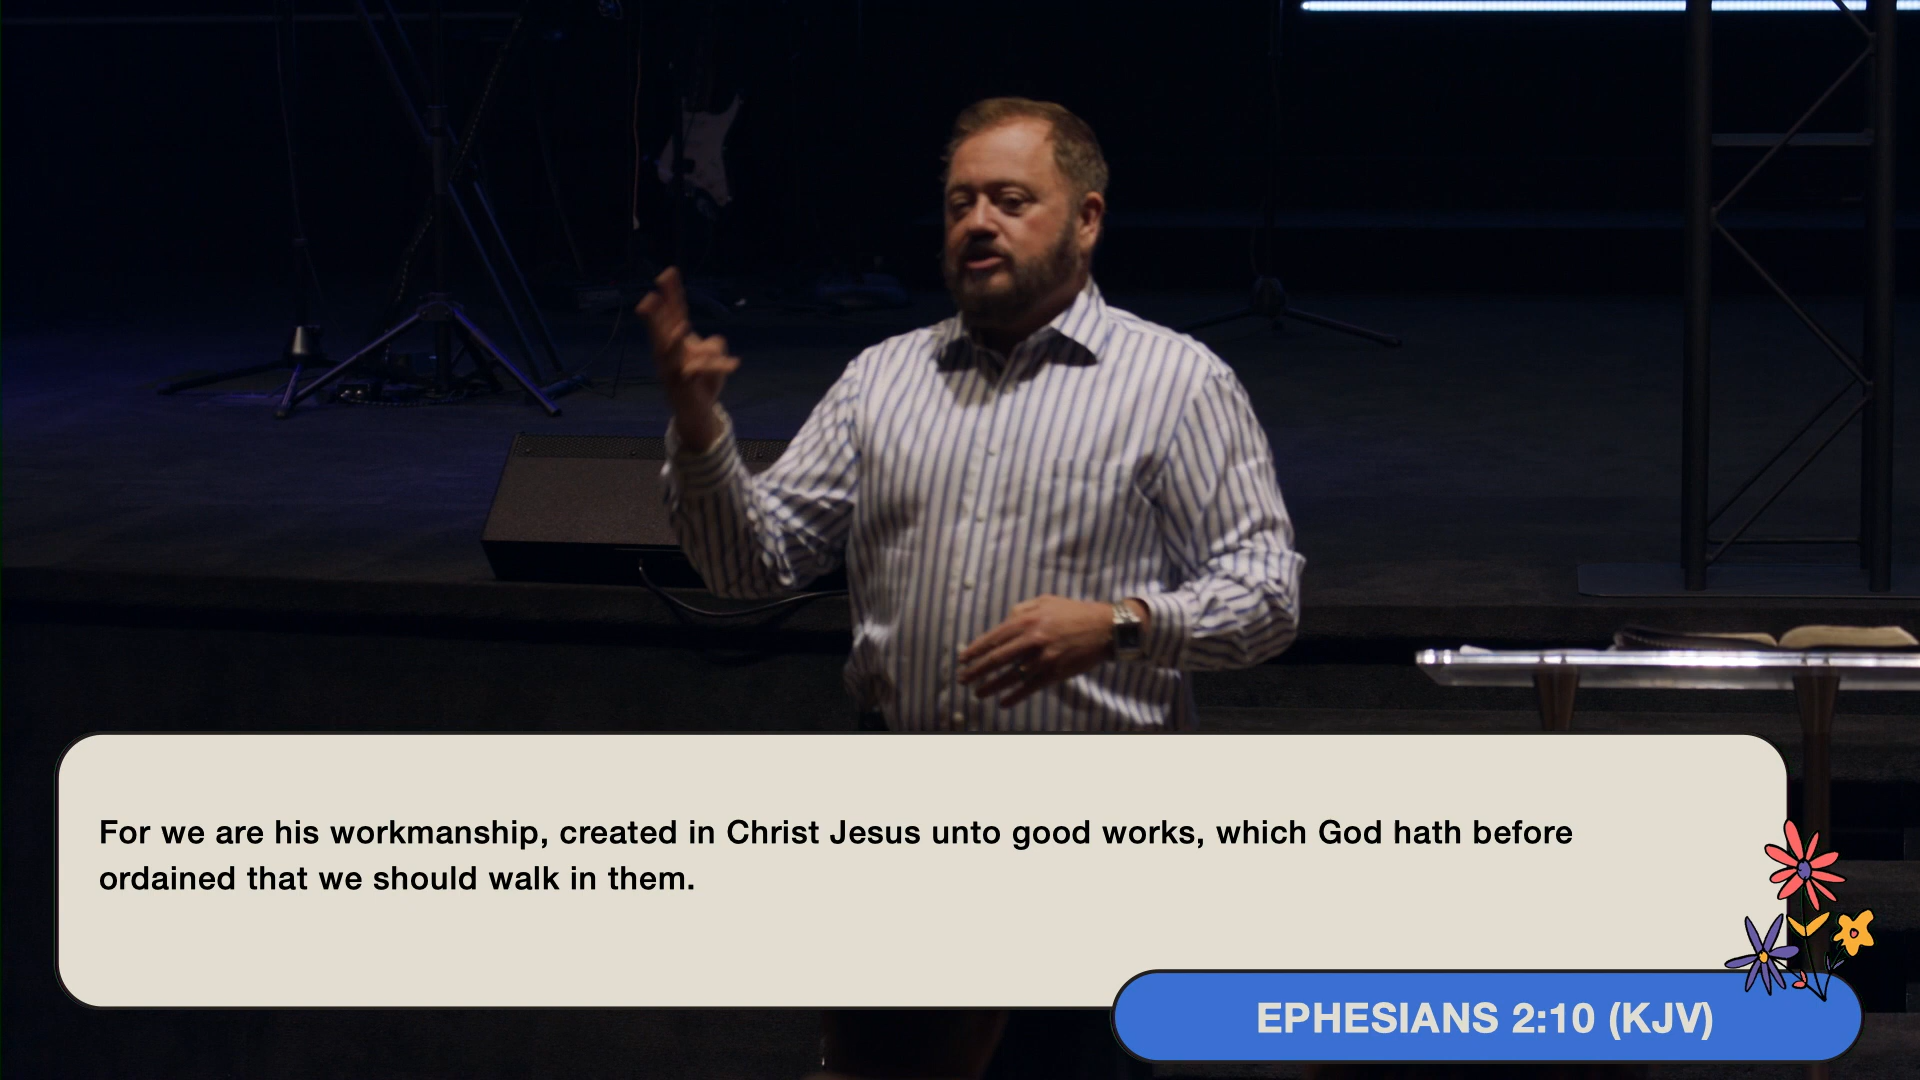 For we are his workmanship, created in Christ Jesus unto good works, which God hath before
ordained that we should walk in them.
EPHESIANS 2:10 (KJV)